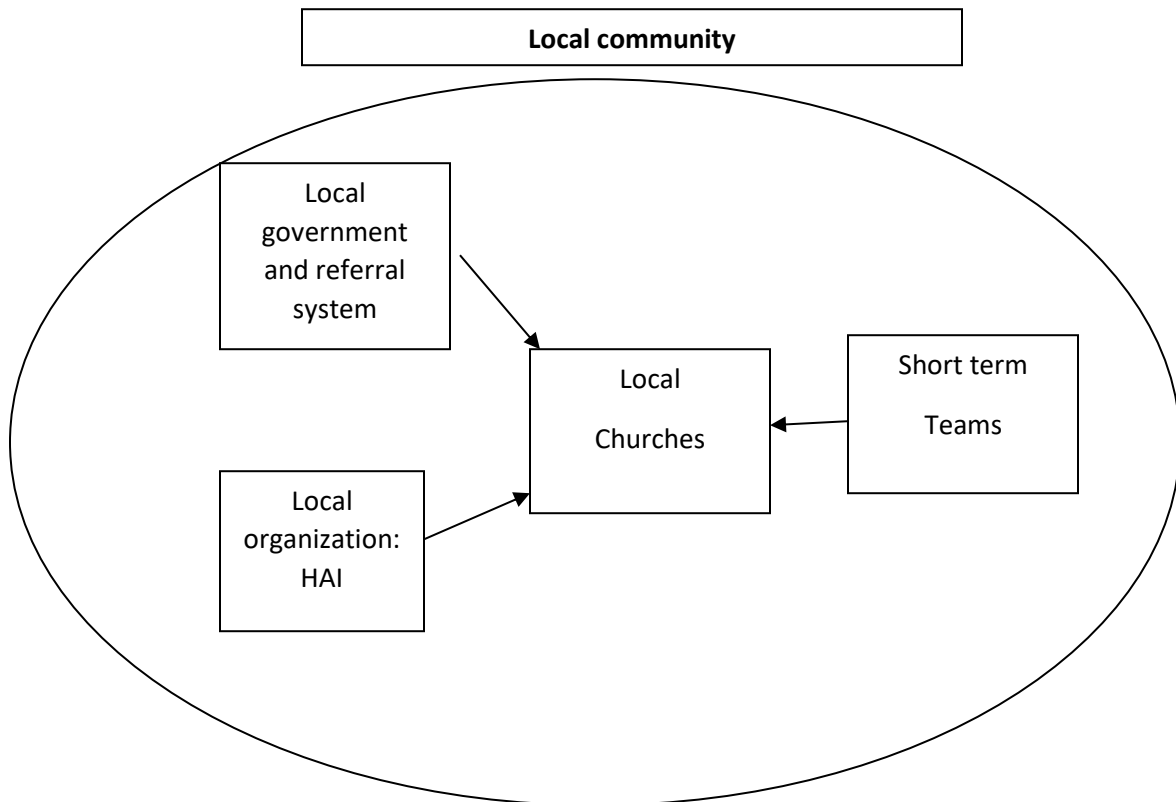 Local community
Local
government
and referral
system
Local
Churches
Short term
Teams
Local
organization:
HAI